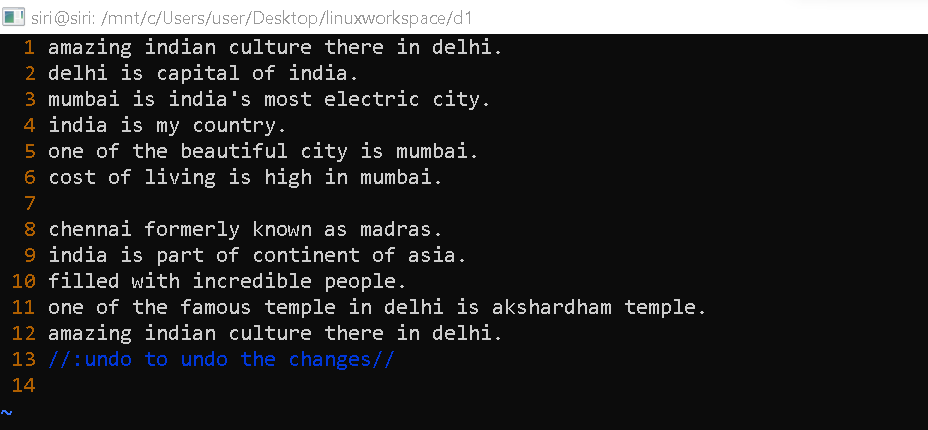 siri@siri: /mnt/c/Users/user/Desktop/linuxworkspace/d1
1 amazing indian culture there in delhi.
2 delhi is capital of india.
3 mumbai is india's most electric city.
4 india is my country.
5 one of the beautiful city is mumbai.
6 cost of living is high in mumbai.
7
8 chennai formerly known as madras.
9 india is part of continent of asia.
10 filled with incredible people.
11 one of the famous temple in delhi is akshardham temple.
12 amazing indian culture there in delhi.
13 //:undo to undo the changes//
14
~